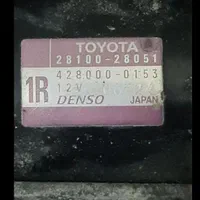 TOYOTA
28100-28051
428000-0153
1R 12V
DENSO JAPAN